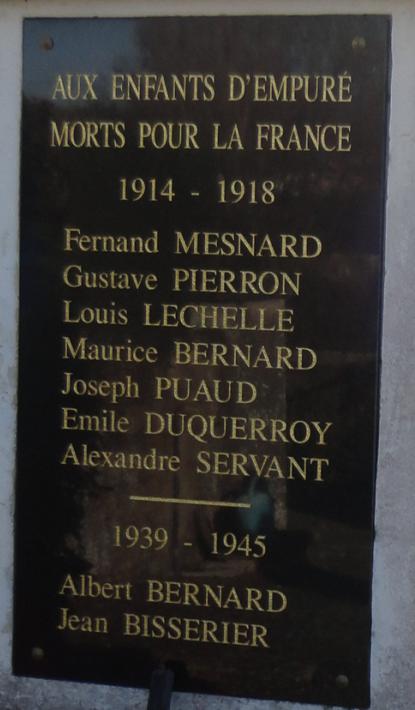 AUX ENFANTS D'EMPURÉ
MORTS POUR LA FRANCE
1914 - 1918
Fernand MESNARD
Gustave PIERRON
Louis LECHELLE
Maurice BERNARD
Joseph PUAUD
Emile DUQUERROY
Alexandre SERVANT
1939 - 1945
Albert BERNARD
Jean BISSERIER